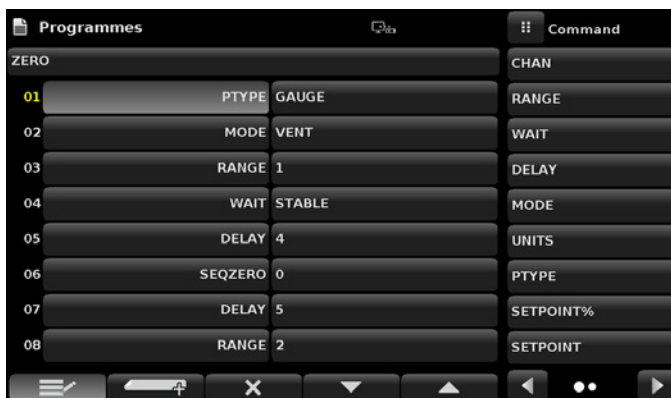 Programmes
Command
ZERO
01 PTYPE GAUGE
02 MODE VENT
03 RANGE 1
04 WAIT STABLE
05 DELAY 4
06 SEQZERO 0
07 DELAY 5
08 RANGE 2
CHAN
RANGE
WAIT
DELAY
MODE
UNITS
PTYPE
SETPOINT%
SETPOINT